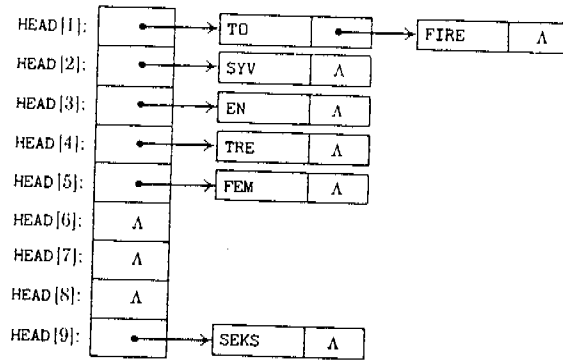 HEAD[1]: TO FIRE Λ
HEAD[2]: SYV Λ
HEAD[3]: EN Λ
HEAD[4]: TRE Λ
HEAD[5]: FEM Λ
HEAD[6]: Λ
HEAD[7]: Λ
HEAD[8]: Λ
HEAD[9]: SEKS Λ